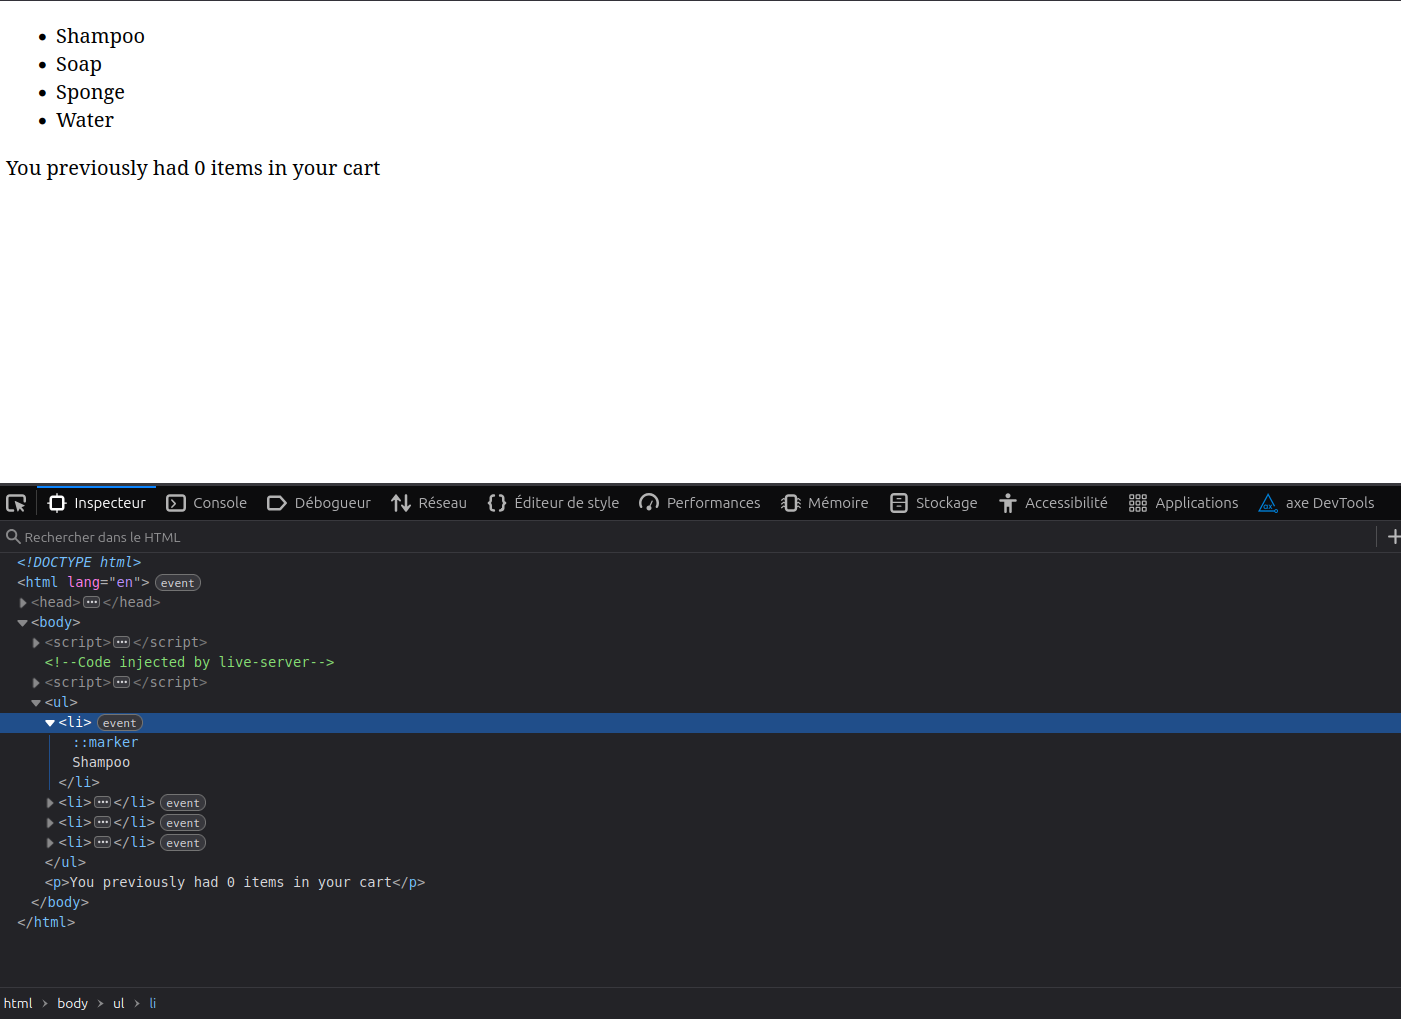 Shampoo
Soap
Sponge
Water
You previously had 0 items in your cart
Inspecteur Console Débogueur Réseau Éditeur de style Performances Mémoire Stockage Accessibilité Applications axe DevTools
Rechercher dans le HTML
<!DOCTYPE html>
<html lang="en"> event
<head>···</head>
<body>
<script>···</script>
<!--Code injected by live-server-->
<script>···</script>
<ul>
<li> event
::marker
Shampoo
</li>
<li>···</li> event
<li>···</li> event
<li>···</li> event
</ul>
<p>You previously had 0 items in your cart</p>
</body>
</html>
html › body › ul › li